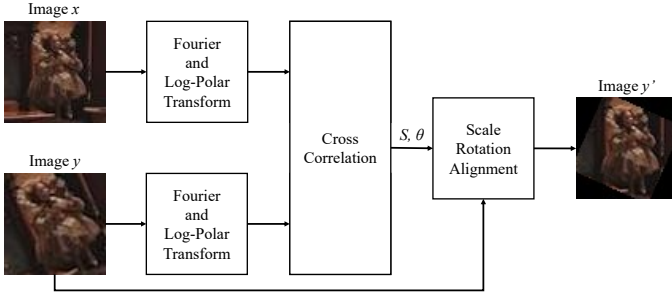 Image x
Fourier
and
Log-Polar
Transform
Image y
Fourier
and
Log-Polar
Transform
Cross
Correlation
S, θ
Scale
Rotation
Alignment
Image y’